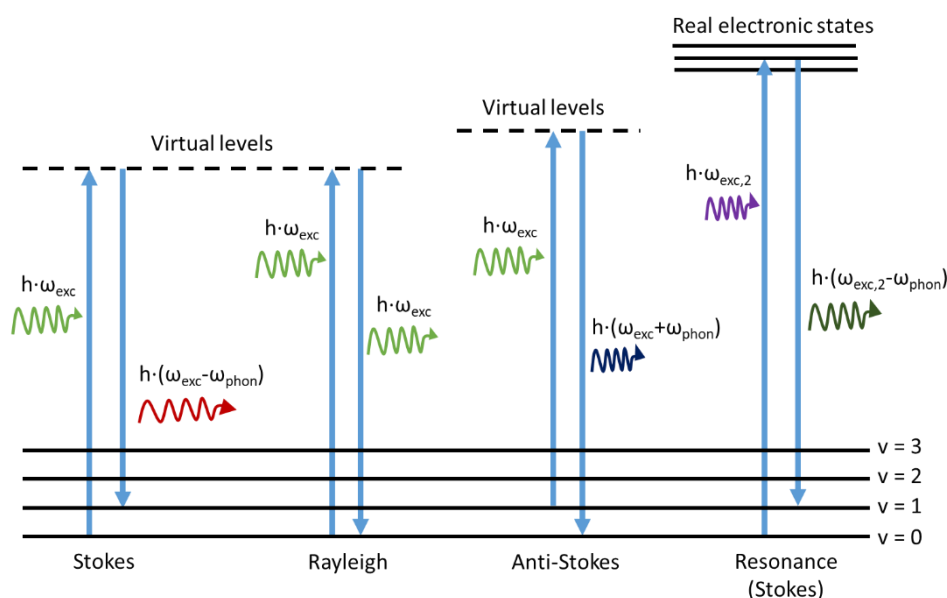 Real electronic states
Virtual levels
Virtual levels
h·ω_exc,2
h·ω_exc
h·ω_exc
h·ω_exc
h·(ω_exc,2-ω_phon)
h·ω_exc
h·(ω_exc+ω_phon)
h·(ω_exc-ω_phon)
v = 3
v = 2
v = 1
v = 0
Stokes
Rayleigh
Anti-Stokes
Resonance
(Stokes)